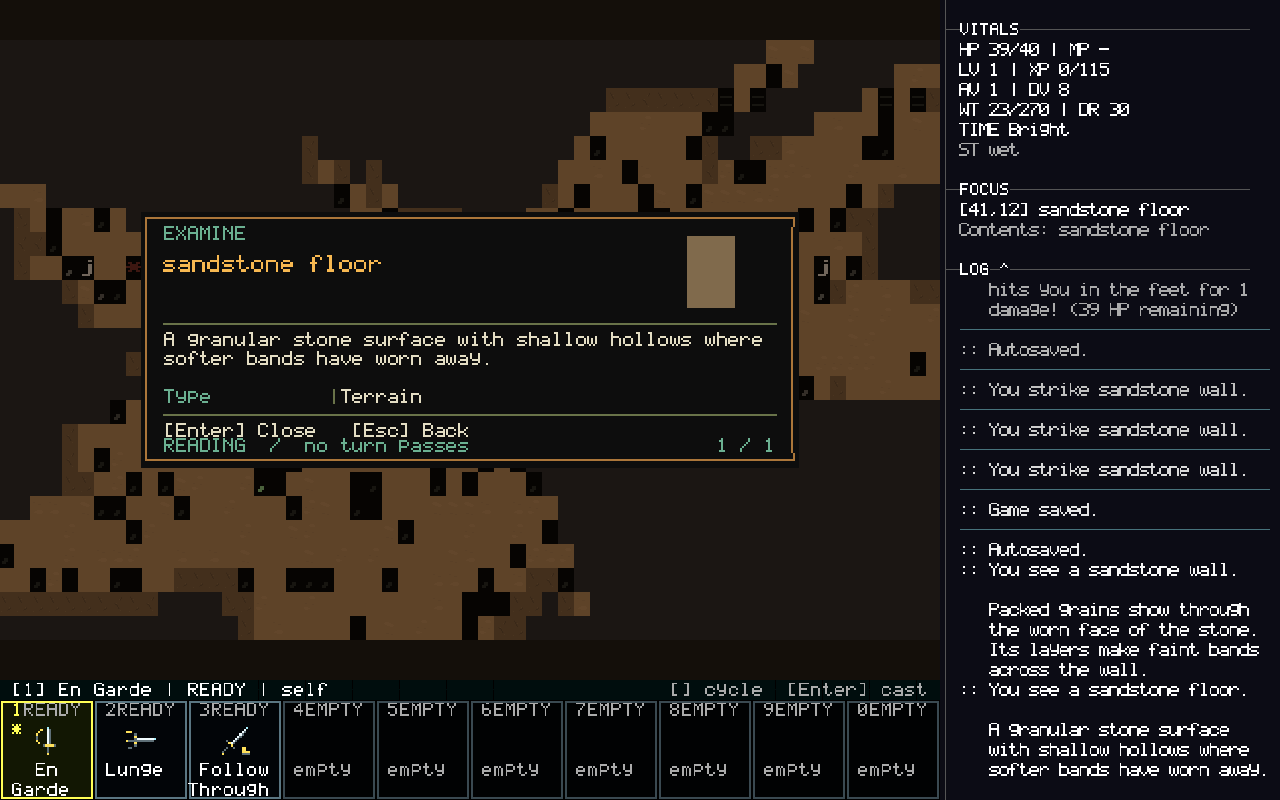 EXAMINE
sandstone floor
A granular stone surface with shallow hollows where
softer bands have worn away.
Type | Terrain
[Enter] Close [Esc] Back
READING / no turn passes 1 / 1
j
j
[1] En Garde | READY | self [] cycle [Enter] cast
1READY 2READY 3READY 4EMPTY 5EMPTY 6EMPTY 7EMPTY 8EMPTY 9EMPTY 0EMPTY
*
En Lunge Follow empty empty empty empty empty empty empty
Garde Through
VITALS
HP 39/40 | MP -
LV 1 | XP 0/115
AV 1 | DV 8
WT 23/270 | DR 30
TIME Bright
ST wet
FOCUS
[41,12] sandstone floor
Contents: sandstone floor
LOG ^
hits you in the feet for 1
damage! (39 HP remaining)
:: Autosaved.
:: You strike sandstone wall.
:: You strike sandstone wall.
:: You strike sandstone wall.
:: Game saved.
:: Autosaved.
:: You see a sandstone wall.
Packed grains show through
the worn face of the stone.
Its layers make faint bands
across the wall.
:: You see a sandstone floor.
A granular stone surface
with shallow hollows where
softer bands have worn away.